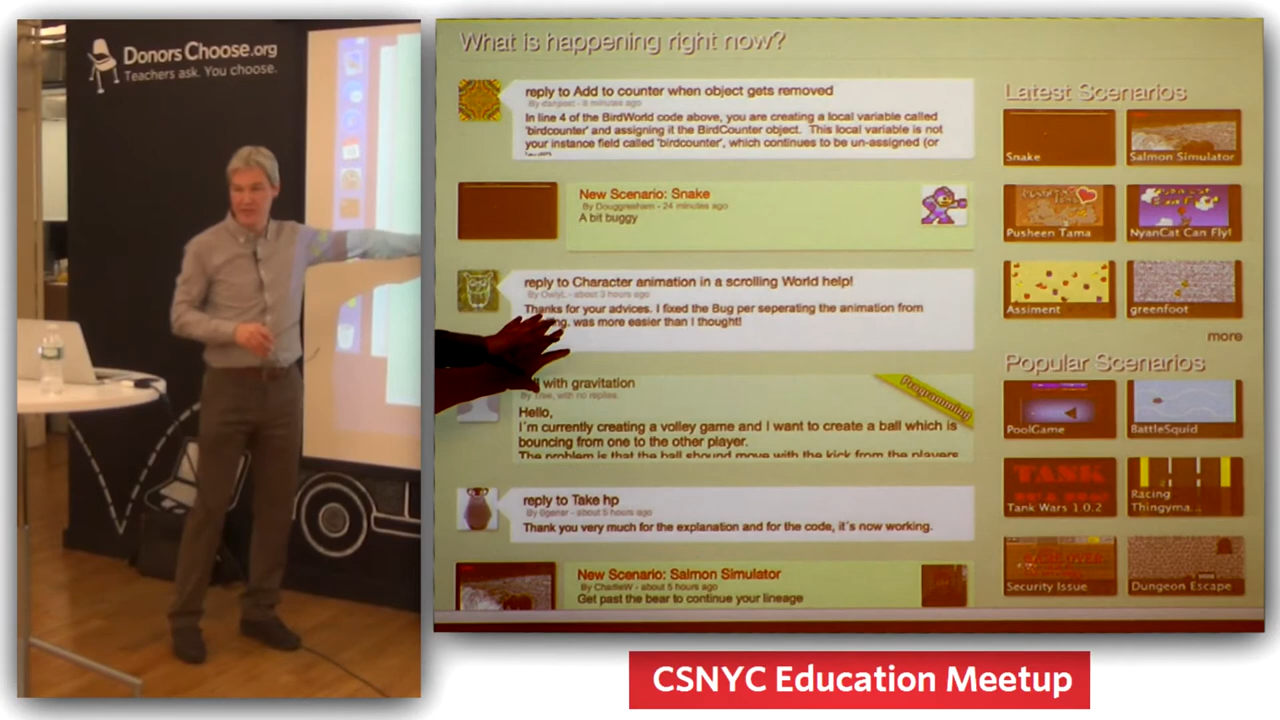 DonorsChoose.org
Teachers ask. You choose.
What is happening right now?
reply to Add to counter when object gets removed
By danpost - 8 minutes ago
In line 4 of the BirdWorld code above, you are creating a local variable called
'birdcounter' and assigning it the BirdCounter object. This local variable is not
your instance field called 'birdcounter', which continues to be un-assigned (or
New Scenario: Snake
By Douggresham - 24 minutes ago
A bit buggy
reply to Character animation in a scrolling World help!
By OwlyL - about 3 hours ago
Thanks for your advices. I fixed the Bug per seperating the animation from
was more easier than I thought!
with gravitation
with no replies.
Programming
Hello,
I´m currently creating a volley game and I want to create a ball which is
bouncing from one to the other player.
The problem is that the ball shound move with the kick from the players
reply to Take hp
about 5 hours ago
Thank you very much for the explanation and for the code, it´s now working.
New Scenario: Salmon Simulator
By CharlieW - about 5 hours ago
Get past the bear to continue your lineage
Latest Scenarios
Snake
Salmon Simulator
Pusheen Tama
NyanCat Can Fly!
Assiment
greenfoot
more
Popular Scenarios
PoolGame
BattleSquid
TANK
Tank Wars 1.0.2
Racing
Thingyma...
Security Issue
Dungeon Escape
CSNYC Education Meetup